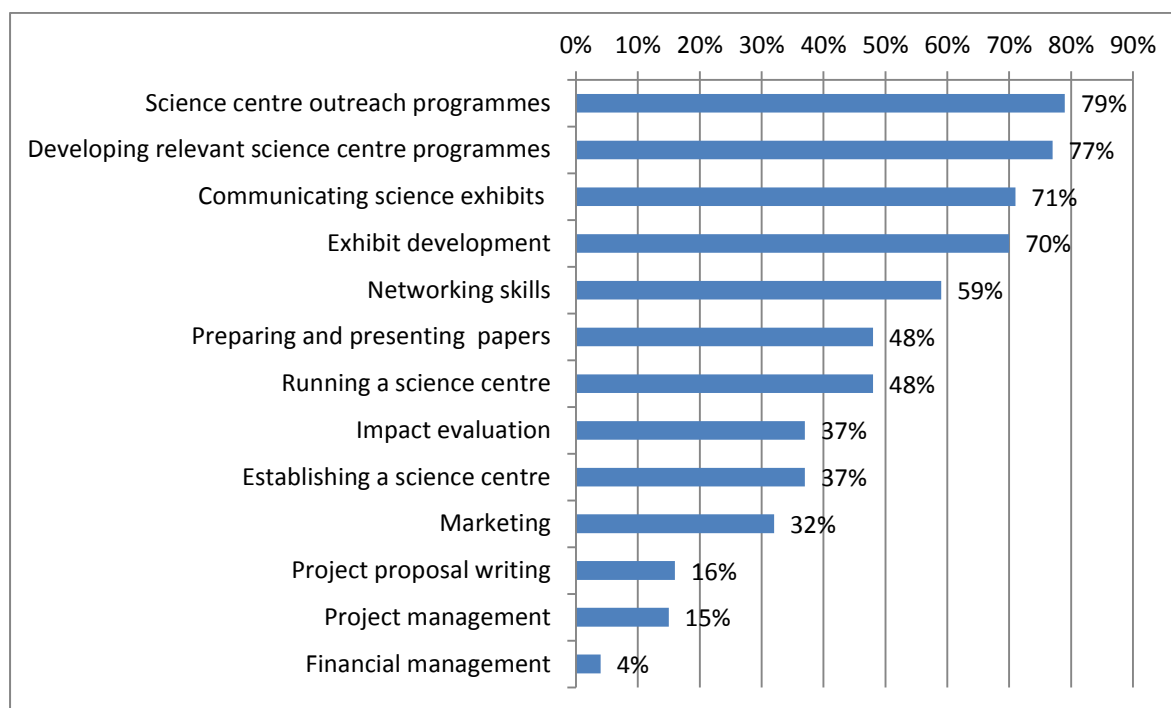 0% 10% 20% 30% 40% 50% 60% 70% 80% 90%
Science centre outreach programmes 79%
Developing relevant science centre programmes 77%
Communicating science exhibits 71%
Exhibit development 70%
Networking skills 59%
Preparing and presenting papers 48%
Running a science centre 48%
Impact evaluation 37%
Establishing a science centre 37%
Marketing 32%
Project proposal writing 16%
Project management 15%
Financial management 4%